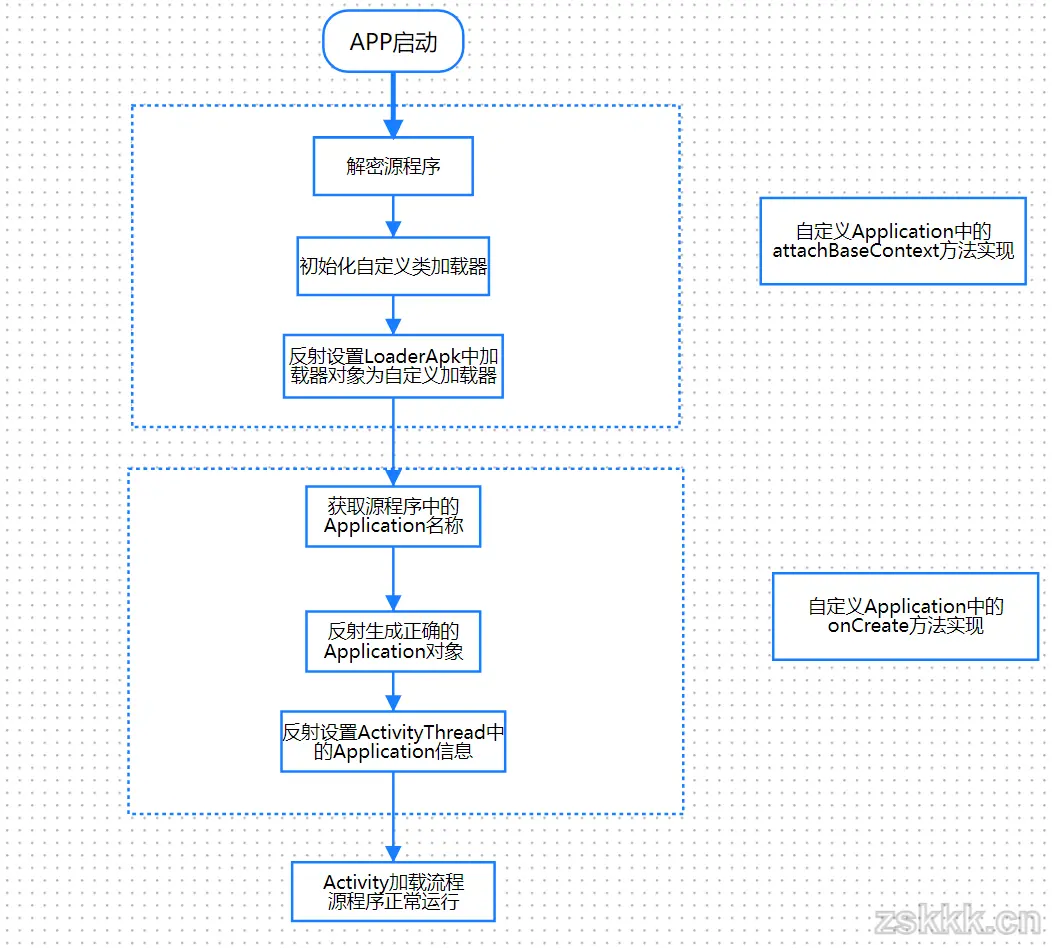 APP启动
解密源程序
初始化自定义类加载器
反射设置LoaderApk中加
载器对象为自定义加载器
自定义Application中的
attachBaseContext方法实现
获取源程序中的
Application名称
反射生成正确的
Application对象
反射设置ActivityThread中
的Application信息
自定义Application中的
onCreate方法实现
Activity加载流程
源程序正常运行
zskkk.cn